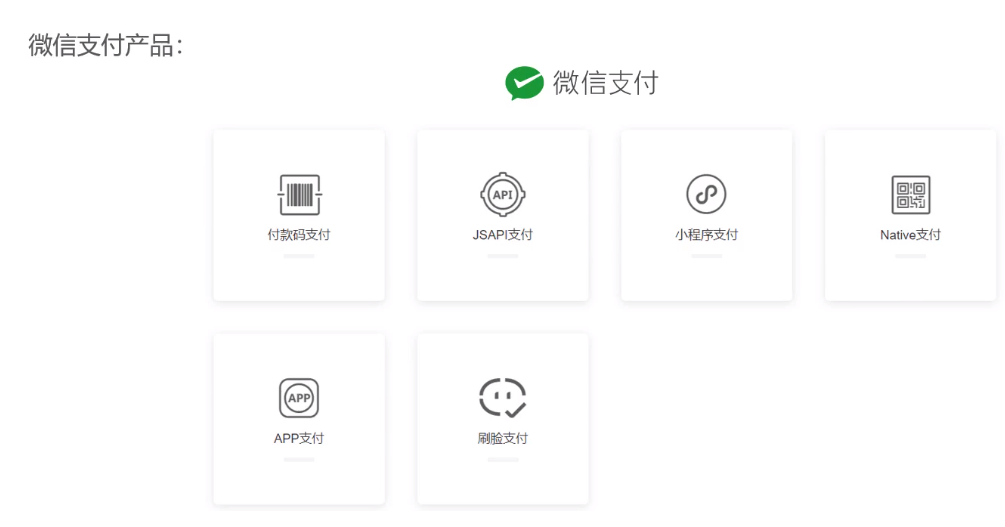 微信支付产品：
微信支付
付款码支付
API
JSAPI支付
小程序支付
Native支付
APP
APP支付
刷脸支付